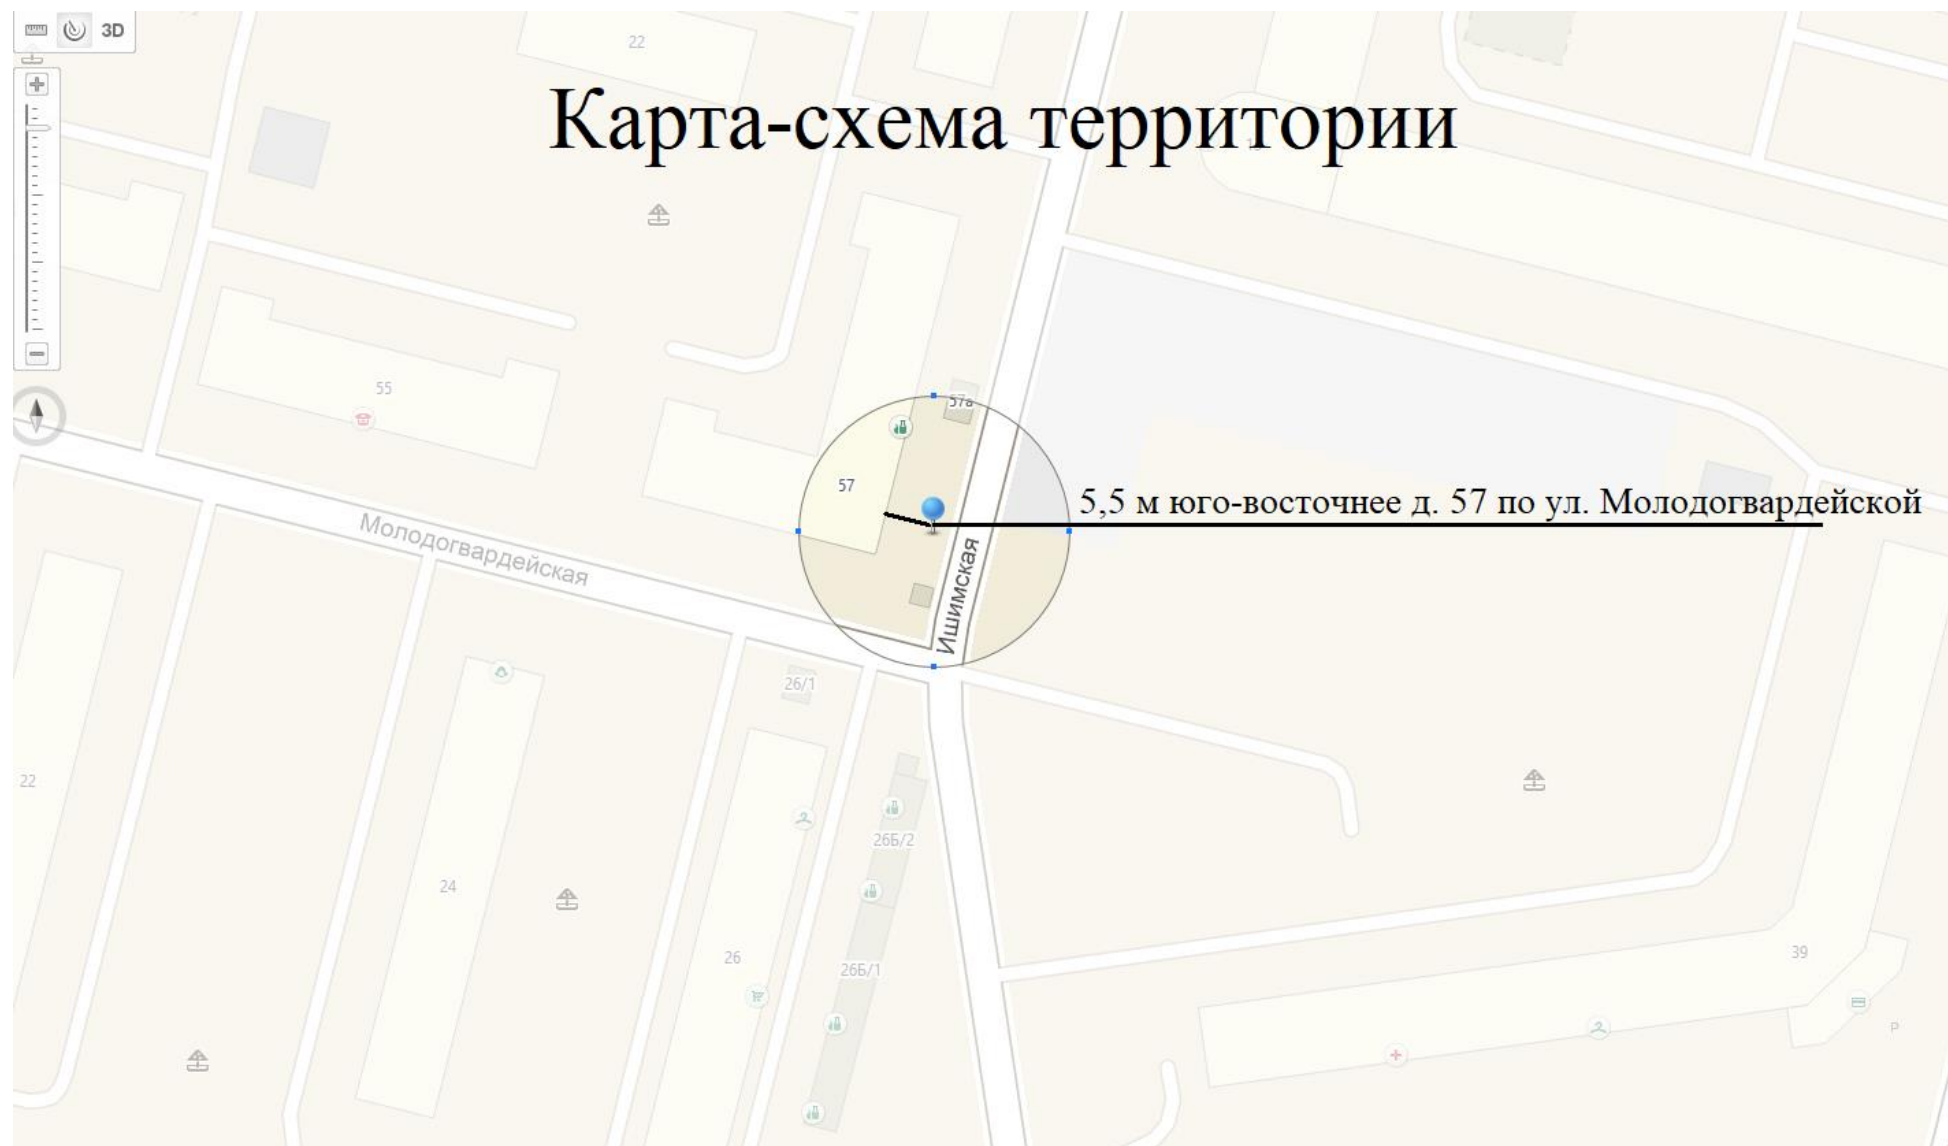 3D
22
Карта-схема территории
55
57а
57
5,5 м юго-восточнее д. 57 по ул. Молодогвардейской
Молодогвардейская
Ишимская
26/1
22
26Б/2
24
26
26Б/1
39
P